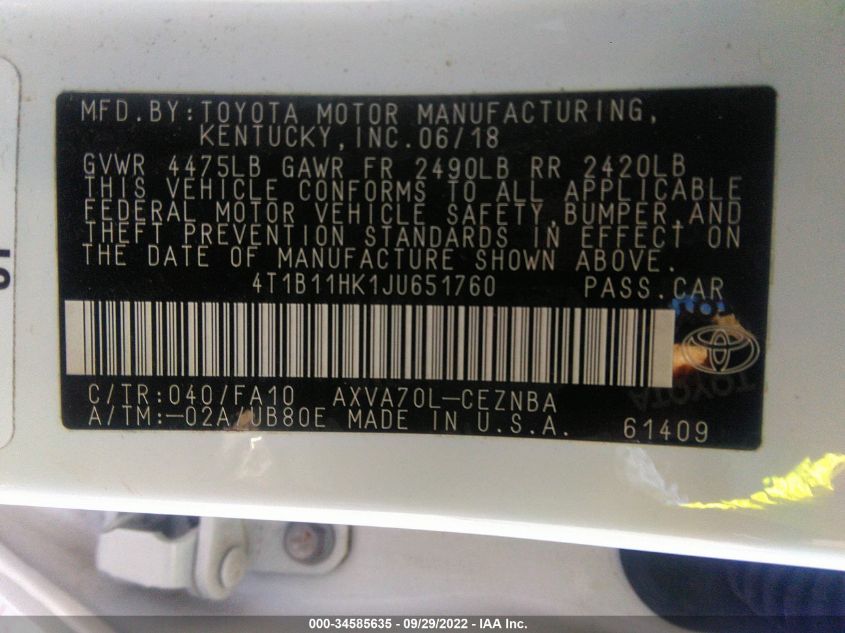 MFD.BY:TOYOTA MOTOR MANUFACTURING,
KENTUCKY,INC.06/18
GVWR 4475LB GAWR FR 2490LB RR 2420LB
THIS VEHICLE CONFORMS TO ALL APPLICABLE
FEDERAL MOTOR VEHICLE SAFETY,BUMPER,AND
THEFT PREVENTION STANDARDS IN EFFECT ON
THE DATE OF MANUFACTURE SHOWN ABOVE.
4T1B11HK1JU651760 PASS.CAR
C/TR:040/FA10 AXVA70L-CEZNBA
A/TM:-02A/UB80E MADE IN U.S.A. 61409
TOYOTA
000-34585635 - 09/29/2022 - IAA Inc.